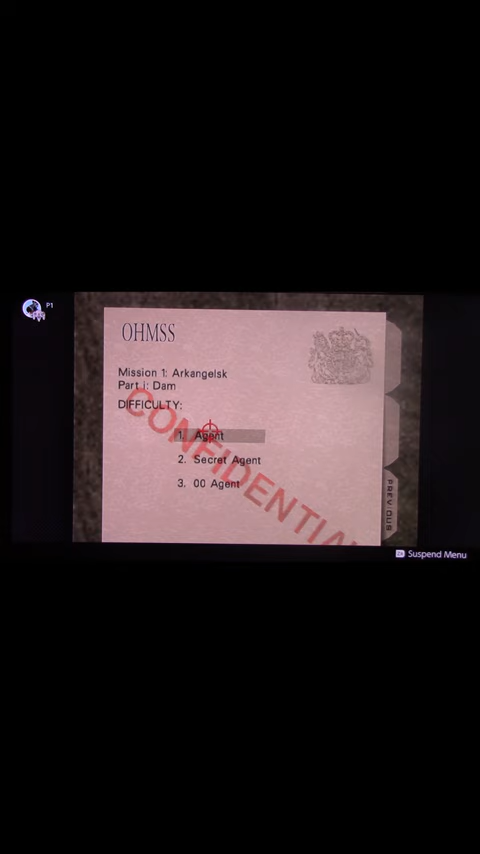 P1
OHMSS
Mission 1: Arkangelsk
Part i: Dam
DIFFICULTY:
1. Agent
2. Secret Agent
3. 00 Agent
CONFIDENTIAL
PREVIOUS
Suspend Menu